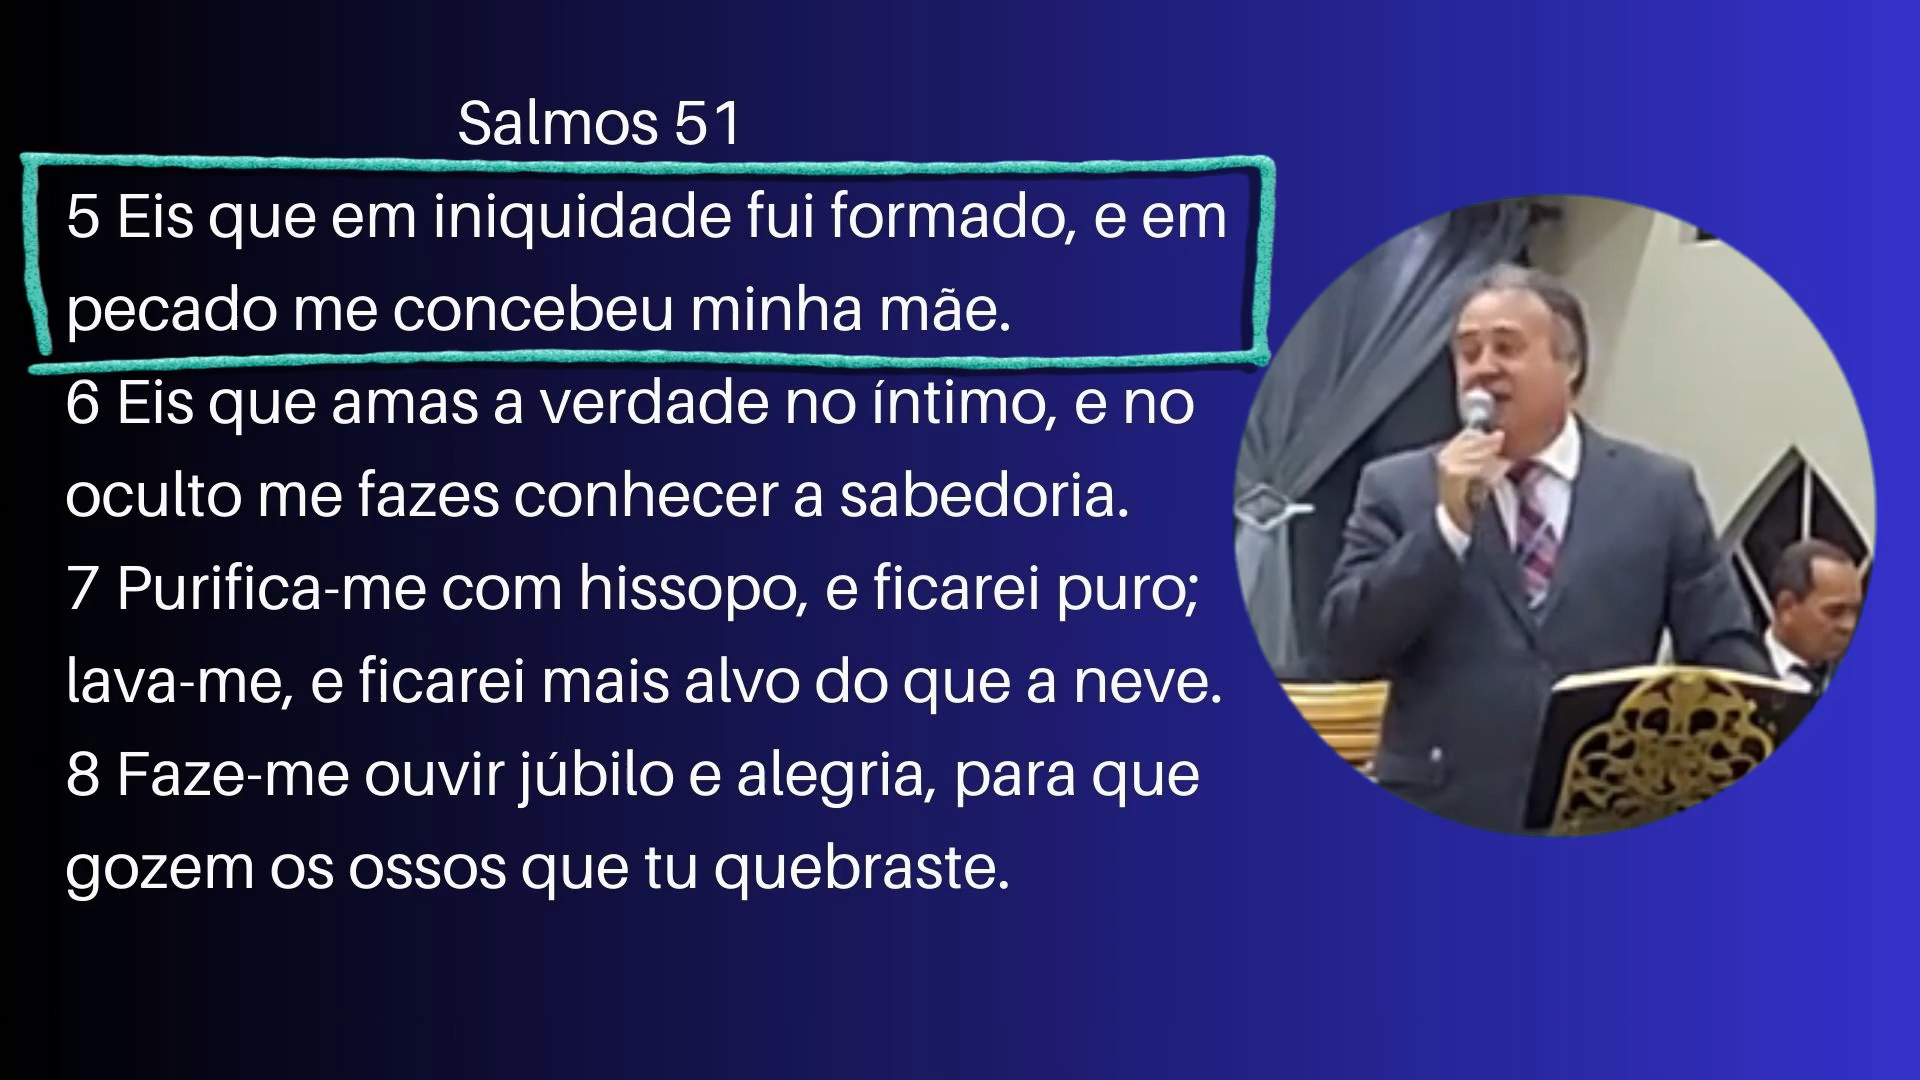 Salmos 51
5 Eis que em iniquidade fui formado, e em
pecado me concebeu minha mãe.
6 Eis que amas a verdade no íntimo, e no
oculto me fazes conhecer a sabedoria.
7 Purifica-me com hissopo, e ficarei puro;
lava-me, e ficarei mais alvo do que a neve.
8 Faze-me ouvir júbilo e alegria, para que
gozem os ossos que tu quebraste.